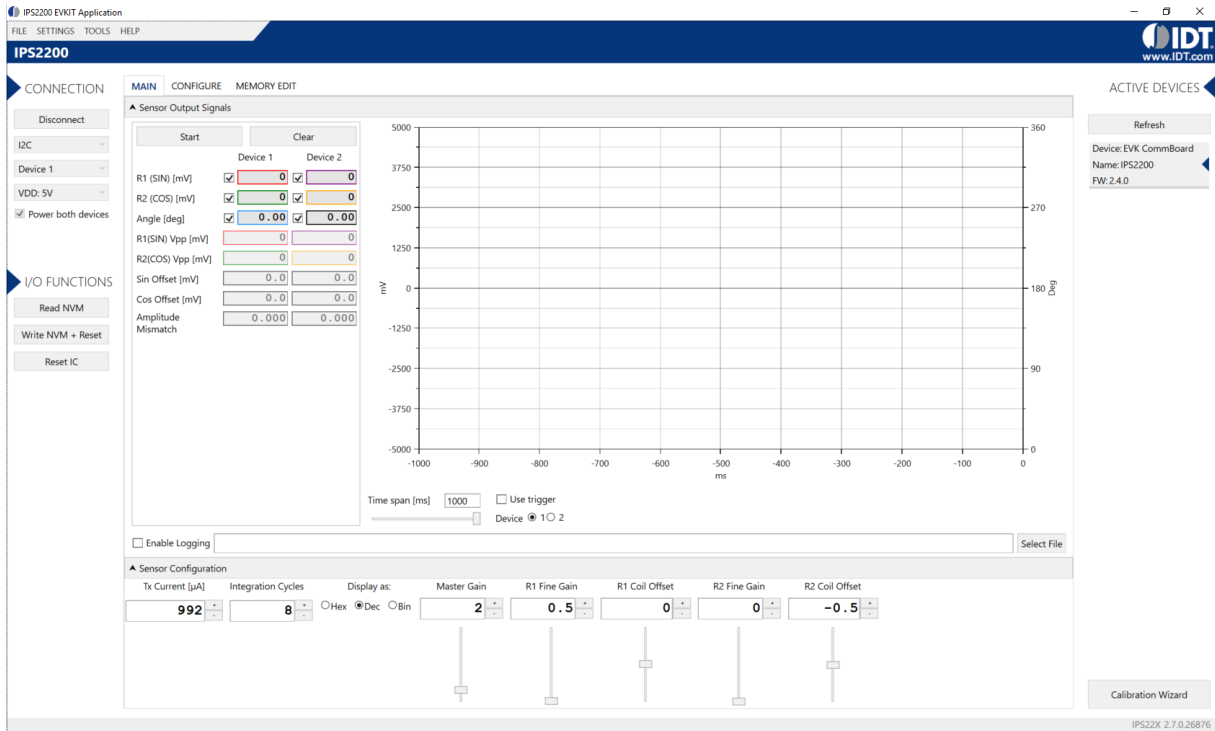 IPS2200 EVKIT Application
FILE SETTINGS TOOLS HELP
IDT.
www.IDT.com
IPS2200
CONNECTION
Disconnect
I2C
Device 1
VDD: 5V
Power both devices
I/O FUNCTIONS
Read NVM
Write NVM + Reset
Reset IC
MAIN CONFIGURE MEMORY EDIT
Sensor Output Signals
Start Clear
Device 1 Device 2
R1 (SIN) [mV] 0 0
R2 (COS) [mV] 0 0
Angle [deg] 0.00 0.00
R1(SIN) Vpp [mV] 0 0
R2(COS) Vpp [mV] 0 0
Sin Offset [mV] 0.0 0.0
Cos Offset [mV] 0.0 0.0
Amplitude
Mismatch 0.000 0.000
5000 360
3750
2500 270
1250
mV 0 180 Deg
-1250
-2500 90
-3750
-5000 0
-1000 -900 -800 -700 -600 -500 -400 -300 -200 -100 0
ms
Time span [ms] 1000 Use trigger
Device 1 2
Enable Logging Select File
Sensor Configuration
Tx Current [µA] Integration Cycles Display as: Master Gain R1 Fine Gain R1 Coil Offset R2 Fine Gain R2 Coil Offset
992 8 Hex Dec Bin 2 0.5 0 0 -0.5
ACTIVE DEVICES
Refresh
Device: EVK CommBoard
Name: IPS2200
FW: 2.4.0
Calibration Wizard
IPS22X 2.7.0.26876